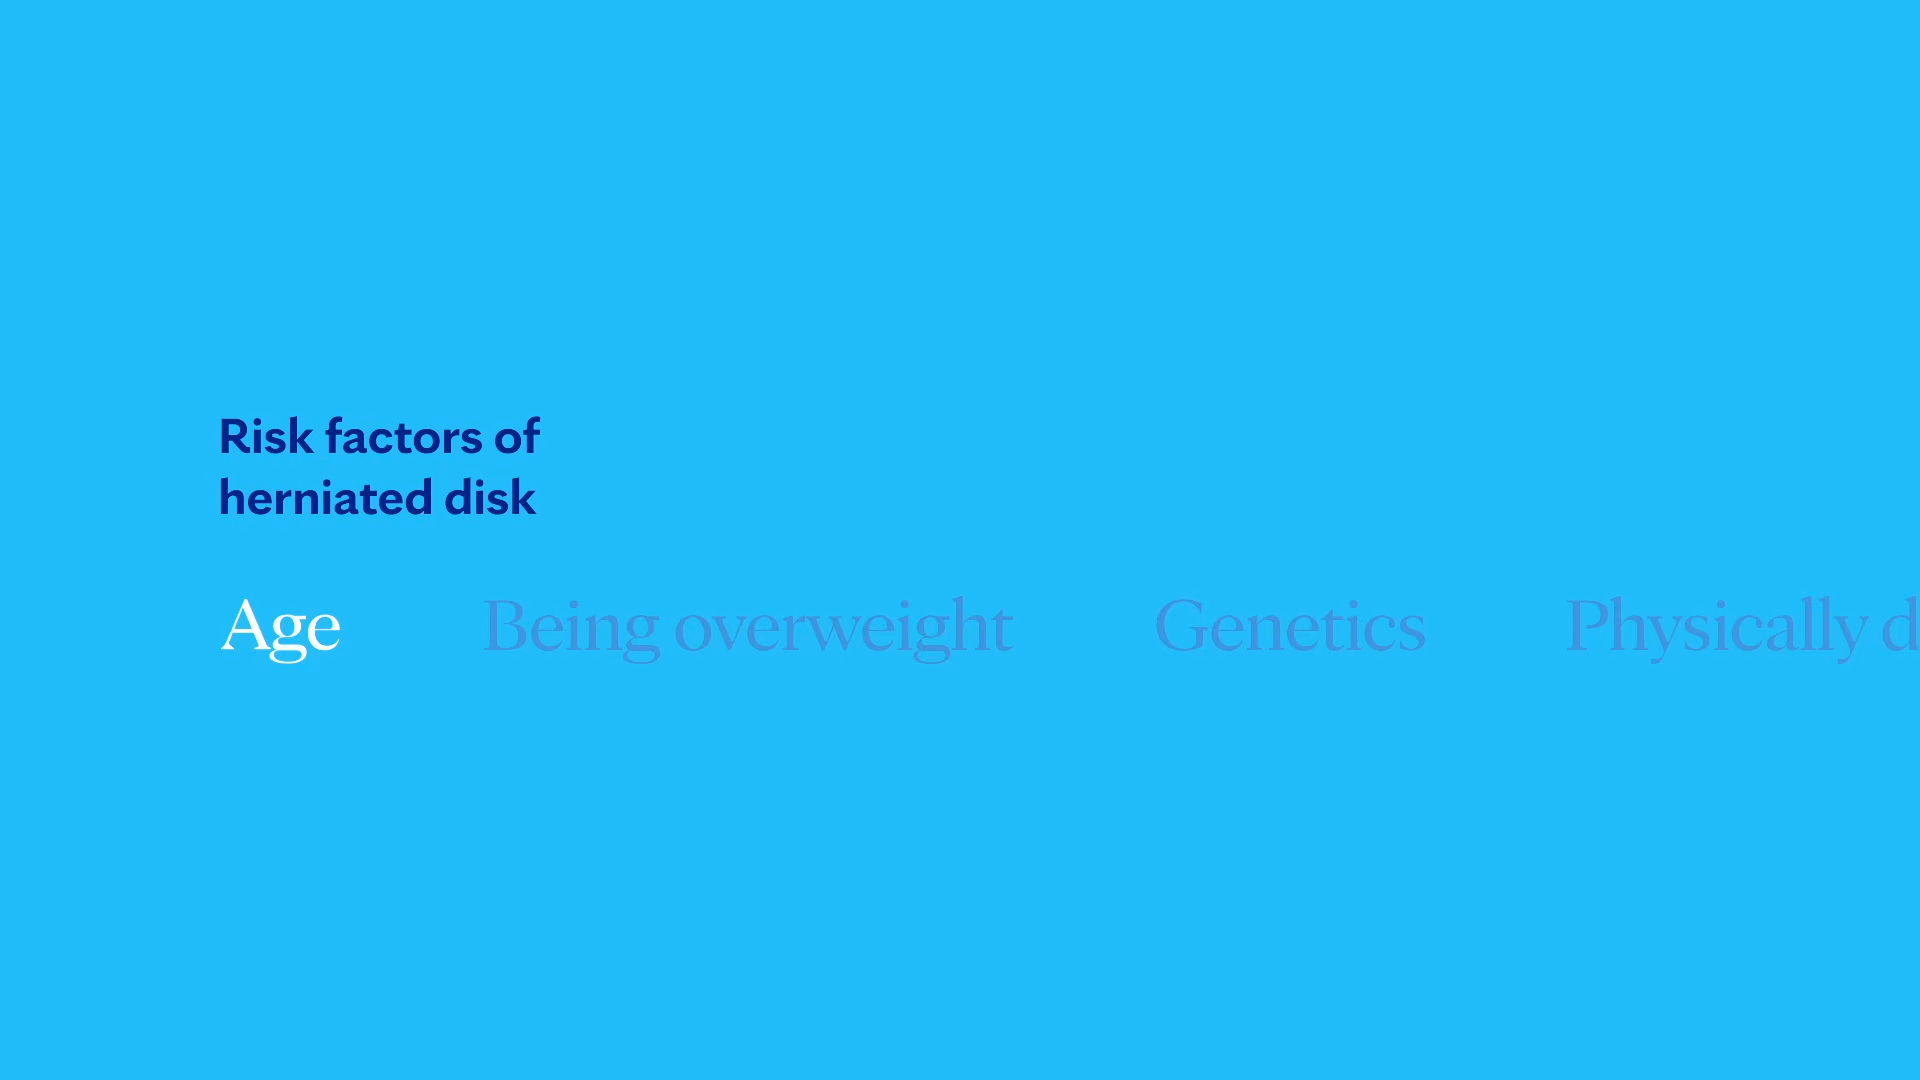 Risk factors of
herniated disk
Age Being overweight Genetics Physically